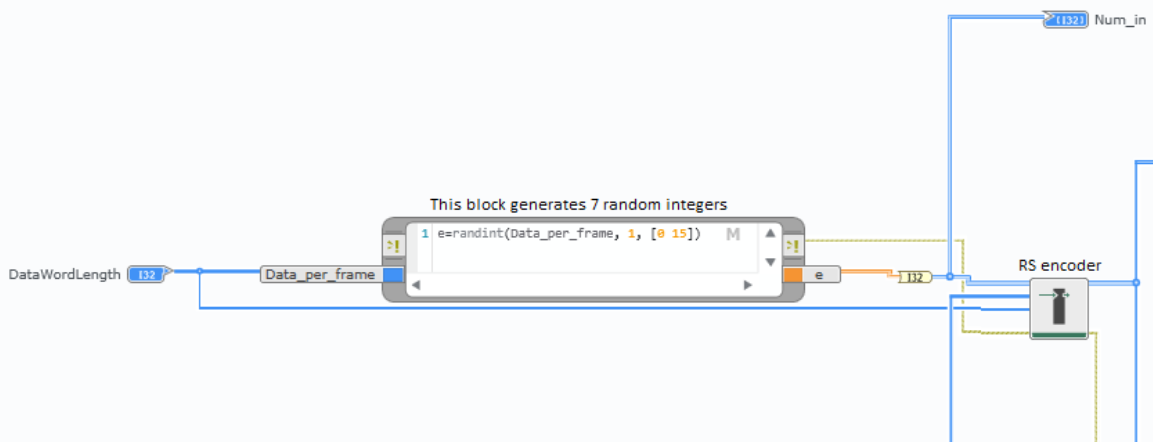 [I32] Num_in
This block generates 7 random integers
1 e=randint(Data_per_frame, 1, [0 15]) M
DataWordLength I32 Data_per_frame e I32
RS encoder